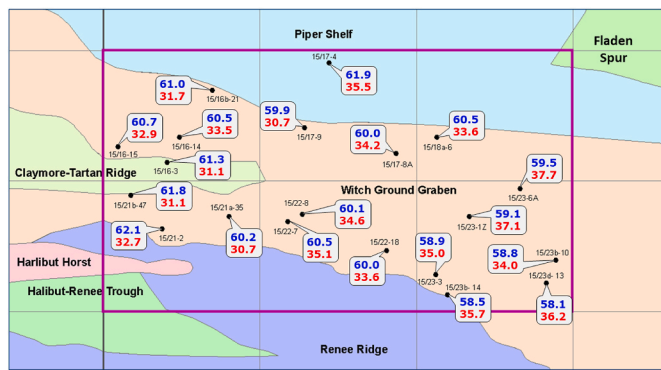 Piper Shelf
Fladen
Spur
15/17-4
61.9
35.5
61.0
31.7
15/16b-21
60.7
32.9
15/16-15
60.5
33.5
15/16-14
59.9
30.7
15/17-9
60.0
34.2
15/17-8A
60.5
33.6
15/18a-6
61.3
31.1
15/16-3
Claymore-Tartan Ridge
59.5
37.7
15/23-6A
Witch Ground Graben
61.8
31.1
15/21b-47
62.1
32.7
15/21-2
15/21a-35
60.2
30.7
15/22-8
60.1
34.6
15/22-7
60.5
35.1
59.1
37.1
15/23-1Z
15/22-18
60.0
33.6
58.9
35.0
15/23-3
58.8
34.0
15/23b-10
15/23d-13
58.1
36.2
15/23b-14
58.5
35.7
Harlibut Horst
Halibut-Renee Trough
Renee Ridge